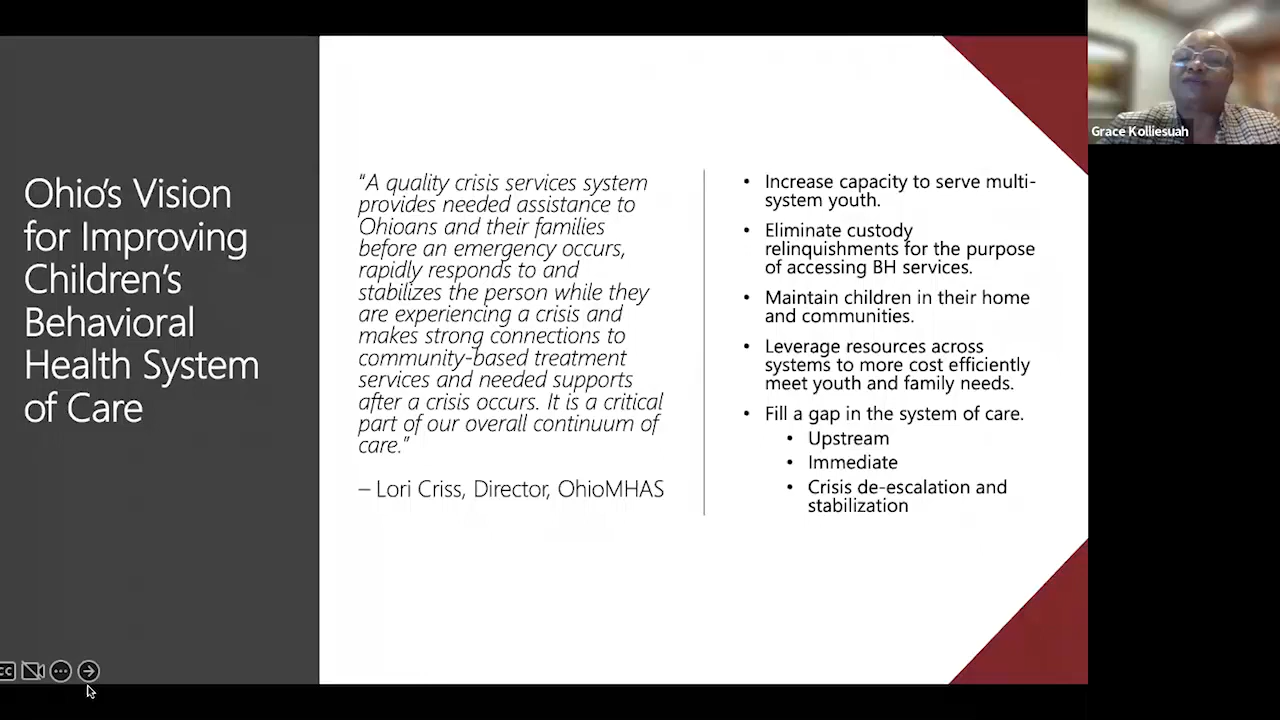 Ohio's Vision
for Improving
Children's
Behavioral
Health System
of Care
"A quality crisis services system
provides needed assistance to
Ohioans and their families
before an emergency occurs,
rapidly responds to and
stabilizes the person while they
are experiencing a crisis and
makes strong connections to
community-based treatment
services and needed supports
after a crisis occurs. It is a critical
part of our overall continuum of
care."
– Lori Criss, Director, OhioMHAS
• Increase capacity to serve multi-
system youth.
• Eliminate custody
relinquishments for the purpose
of accessing BH services.
• Maintain children in their home
and communities.
• Leverage resources across
systems to more cost efficiently
meet youth and family needs.
• Fill a gap in the system of care.
• Upstream
• Immediate
• Crisis de-escalation and
stabilization
Grace Kolliesuah
CC